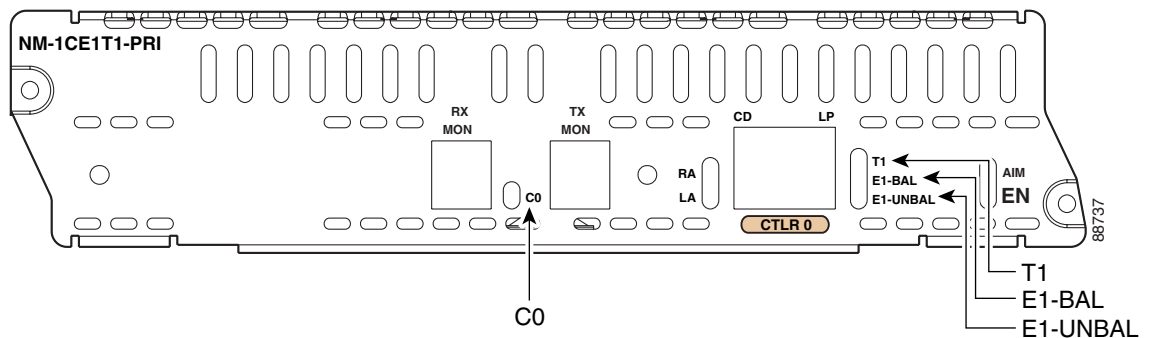 NM-1CE1T1-PRI
RX
MON
TX
MON
CD LP
RA
LA
C0
T1
E1-BAL
E1-UNBAL
AIM
EN
CTLR 0
88737
C0
T1
E1-BAL
E1-UNBAL